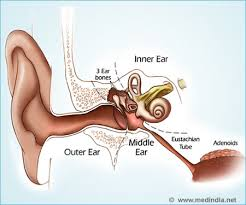 Inner Ear
3 Ear
bones
Eustachian
Tube
Adenoids
Outer Ear
Middle
Ear
www.medindia.net